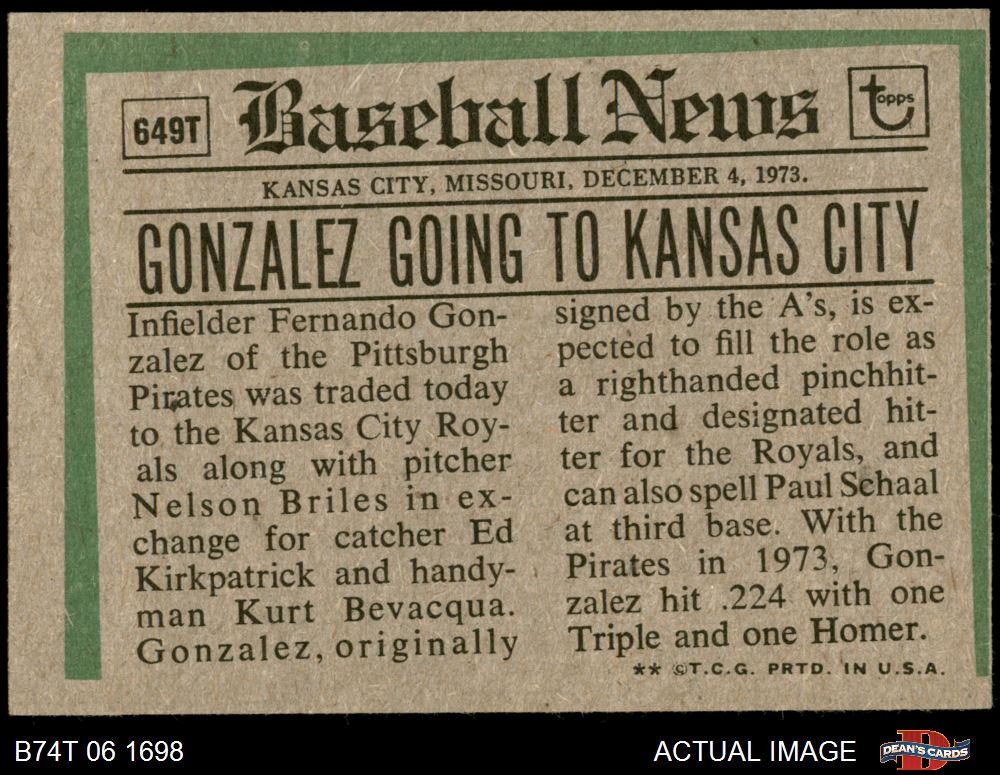 649T
Baseball News
topps
KANSAS CITY, MISSOURI, DECEMBER 4, 1973.
GONZALEZ GOING TO KANSAS CITY
Infielder Fernando Gon-
zalez of the Pittsburgh
Pirates was traded today
to the Kansas City Roy-
als along with pitcher
Nelson Briles in ex-
change for catcher Ed
Kirkpatrick and handy-
man Kurt Bevacqua.
Gonzalez, originally
signed by the A's, is ex-
pected to fill the role as
a righthanded pinchhit-
ter and designated hit-
ter for the Royals, and
can also spell Paul Schaal
at third base. With the
Pirates in 1973, Gon-
zalez hit .224 with one
Triple and one Homer.
** ©T.C.G. PRTD. IN U.S.A.
B74T 06 1698
ACTUAL IMAGE
DEAN'S CARDS